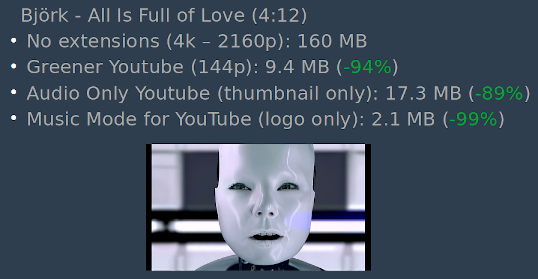 Björk - All Is Full of Love (4:12)
• No extensions (4k – 2160p): 160 MB
• Greener Youtube (144p): 9.4 MB (-94%)
• Audio Only Youtube (thumbnail only): 17.3 MB (-89%)
• Music Mode for YouTube (logo only): 2.1 MB (-99%)